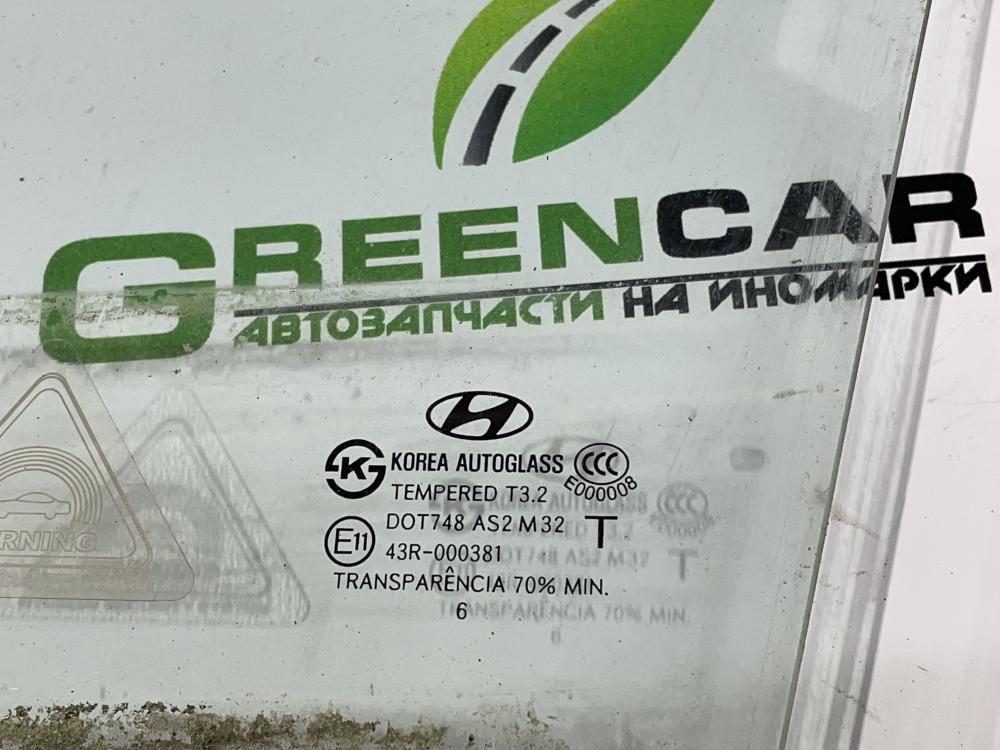 GREENCAR
АВТОЗАПЧАСТИ НА ИНОМАРКИ
KS KOREA AUTOGLASS CCC
E000008
TEMPERED T3.2
DOT748 AS2 M32 T
E11 43R-000381
TRANSPARÊNCIA 70% MIN.
6